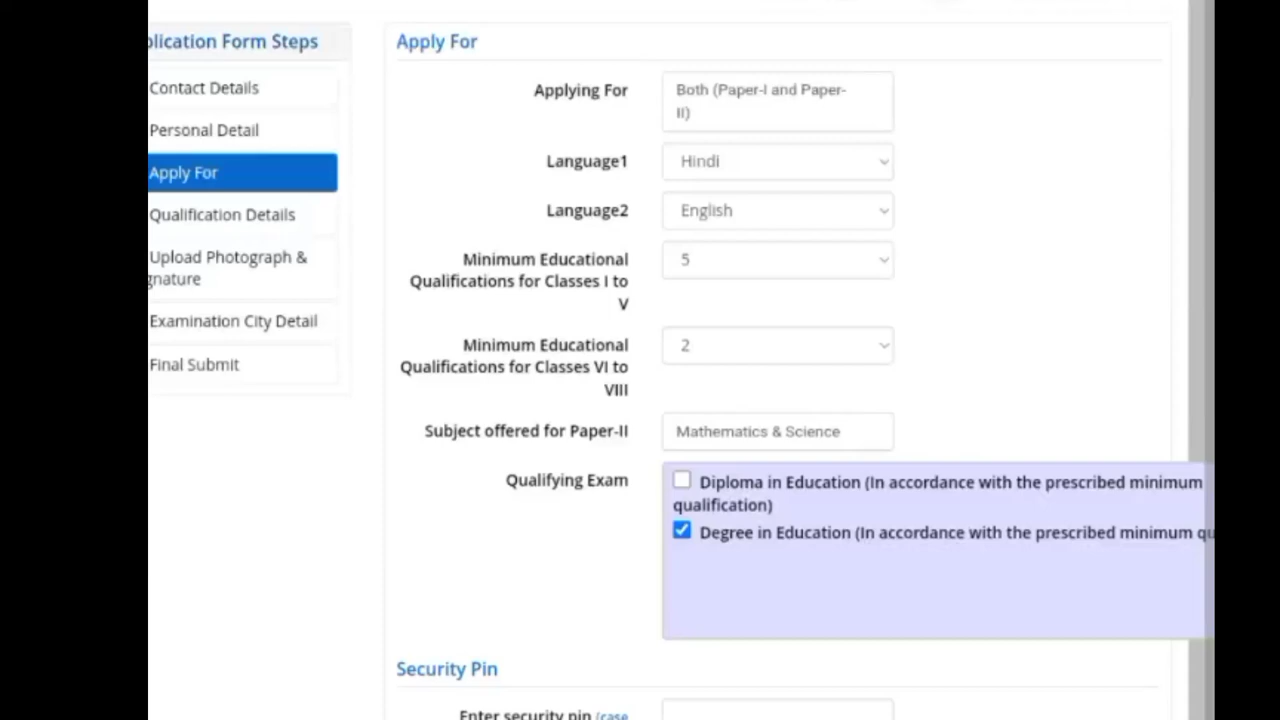 plication Form Steps
Contact Details
Personal Detail
Apply For
Qualification Details
Upload Photograph &
gnature
Examination City Detail
Final Submit
Apply For
Applying For
Both (Paper-I and Paper-
II)
Language1
Hindi
Language2
English
Minimum Educational
Qualifications for Classes I to
V
5
Minimum Educational
Qualifications for Classes VI to
VIII
2
Subject offered for Paper-II
Mathematics & Science
Qualifying Exam
Diploma in Education (In accordance with the prescribed minimum
qualification)
Degree in Education (In accordance with the prescribed minimum qu
Security Pin
Enter security pin (case